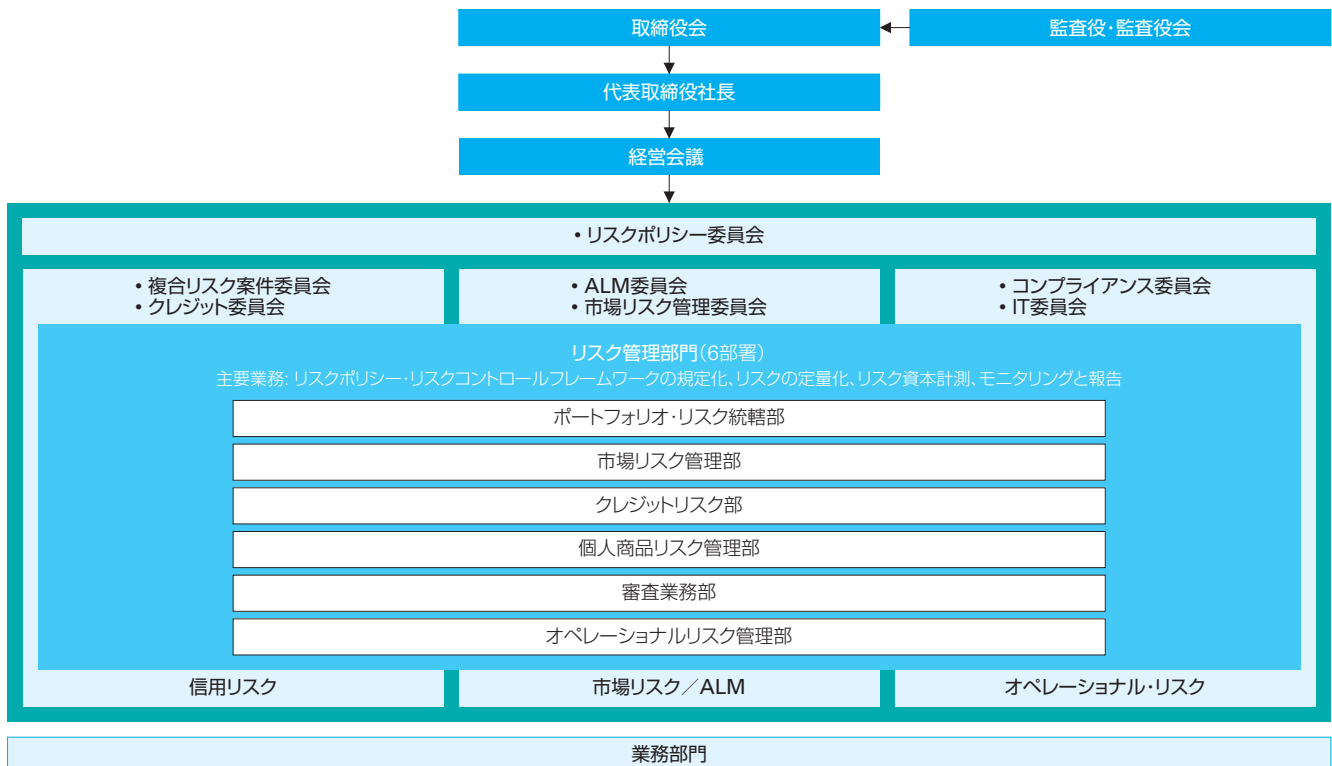 取締役会
監査役・監査役会
代表取締役社長
経営会議
• リスクポリシー委員会
• 複合リスク案件委員会
• クレジット委員会
• ALM委員会
• 市場リスク管理委員会
• コンプライアンス委員会
• IT委員会
リスク管理部門(6部署)
主要業務: リスクポリシー・リスクコントロールフレームワークの規定化、リスクの定量化、リスク資本計測、モニタリングと報告
ポートフォリオ・リスク統轄部
市場リスク管理部
クレジットリスク部
個人商品リスク管理部
審査業務部
オペレーショナルリスク管理部
信用リスク
市場リスク／ALM
オペレーショナル・リスク
業務部門